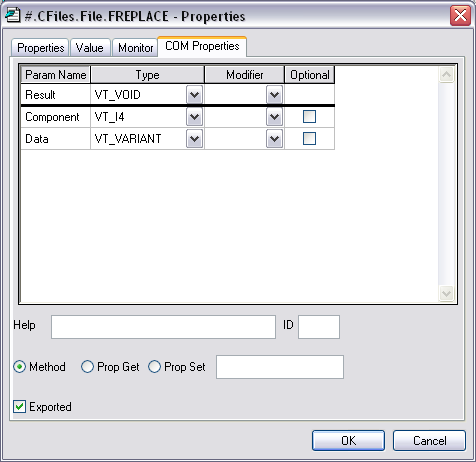 #.CFiles.File.FREPLACE - Properties
Properties Value Monitor COM Properties
Param Name Type Modifier Optional
Result VT_VOID
Component VT_I4
Data VT_VARIANT
Help ID
Method Prop Get Prop Set
Exported
OK Cancel